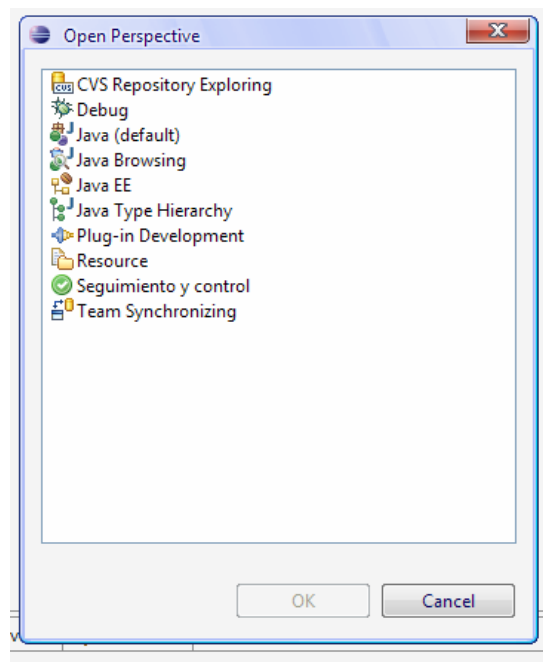 Open Perspective
CVS Repository Exploring
Debug
Java (default)
Java Browsing
Java EE
Java Type Hierarchy
Plug-in Development
Resource
Seguimiento y control
Team Synchronizing
OK
Cancel